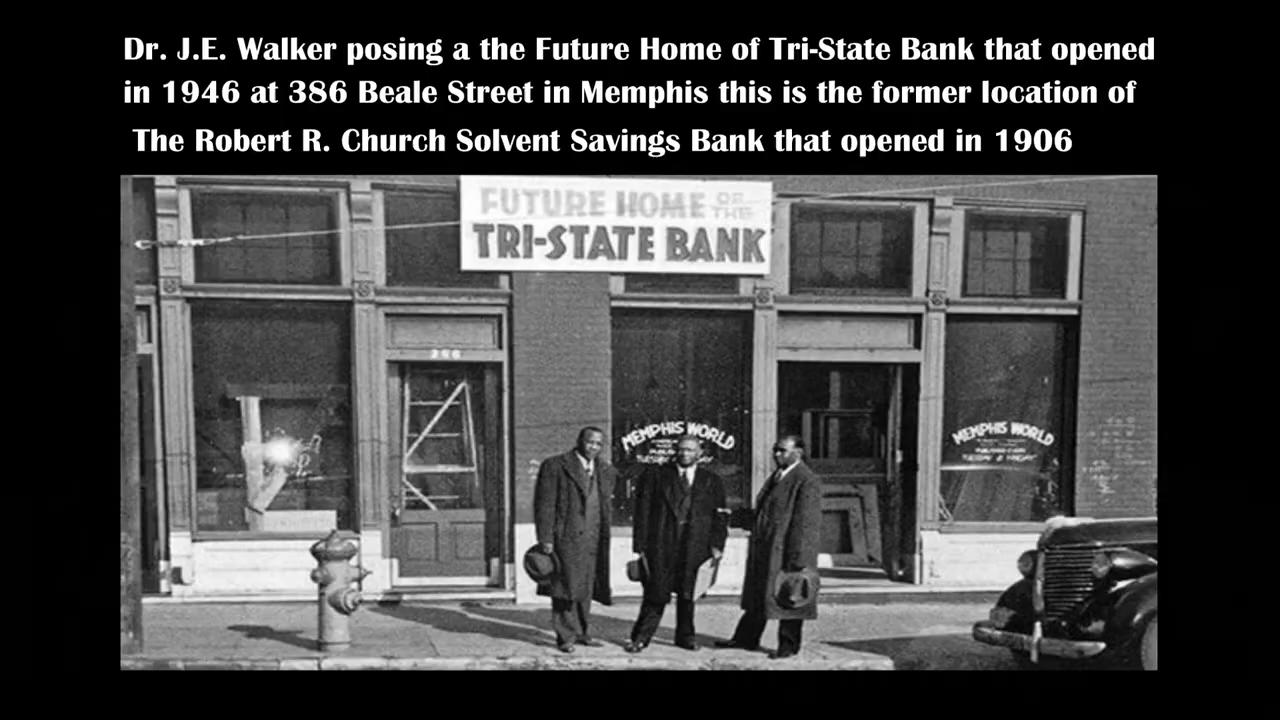 Dr. J.E. Walker posing a the Future Home of Tri-State Bank that opened
in 1946 at 386 Beale Street in Memphis this is the former location of
The Robert R. Church Solvent Savings Bank that opened in 1906
FUTURE HOME OF THE
TRI-STATE BANK
MEMPHIS WORLD
TUESDAY
MEMPHIS WORLD
TUESDAY